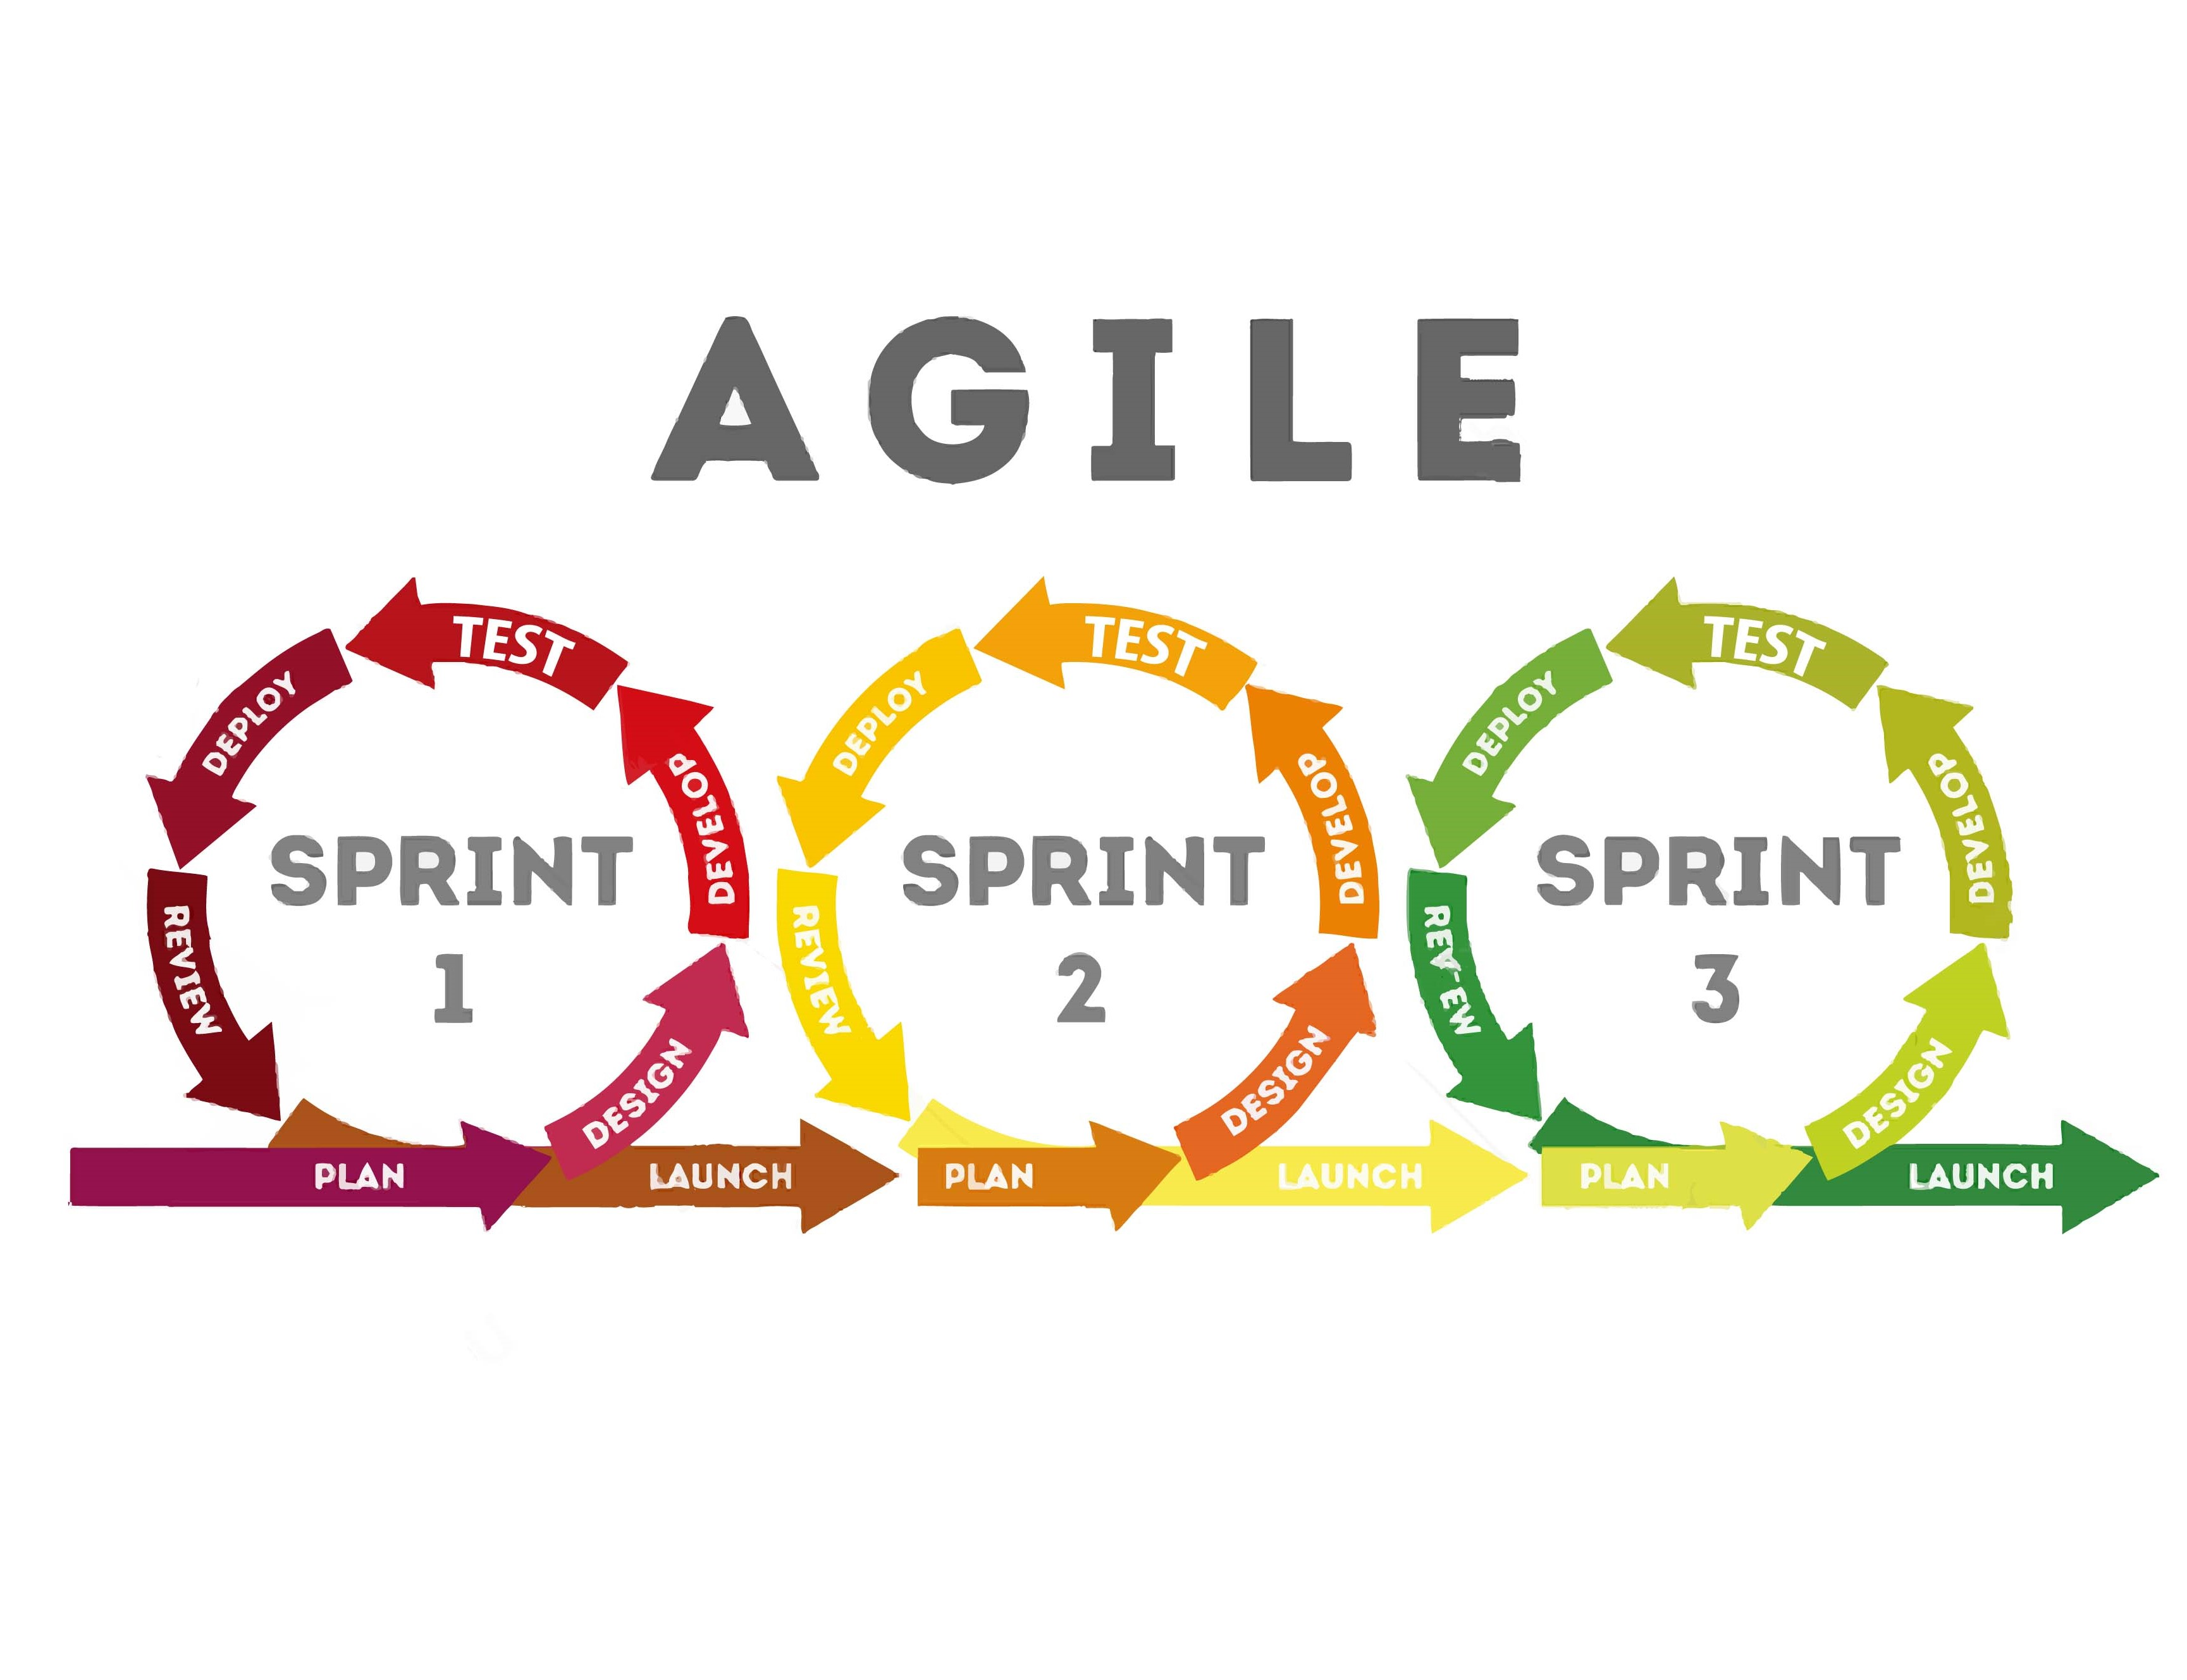 AGILE
TEST
DEPLOY
DEVELOP
SPRINT
1
REVIEW
DESIGN
PLAN
LAUNCH
TEST
DEPLOY
DEVELOP
SPRINT
2
REVIEW
DESIGN
PLAN
LAUNCH
TEST
DEPLOY
DEVELOP
SPRINT
3
DESIGN
PLAN
LAUNCH